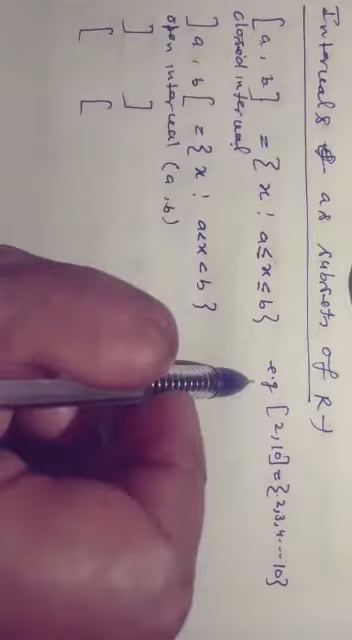 Intervals as subsets of R →
[a, b] = {x : a ≤ x ≤ b} e.g [2, 10] = {2, 3, 4 ---- 10}
closed interval
]a, b[ = {x : a < x < b}
open interval (a, b)
] ]
[ [